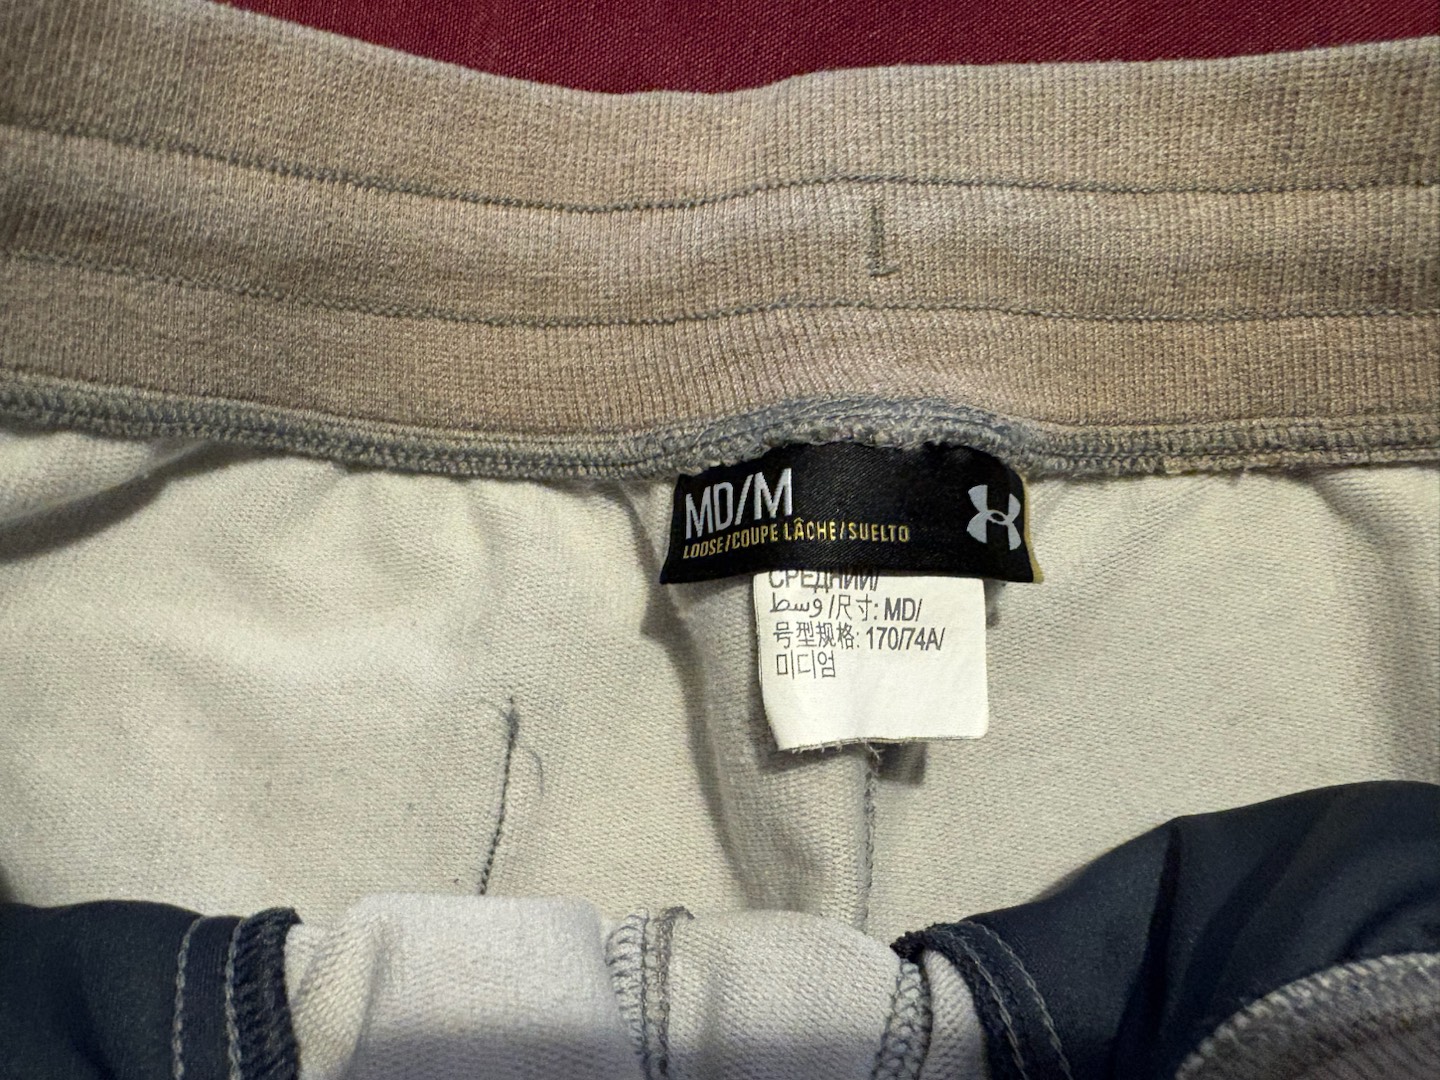 MD/M
LOOSE/COUPE LÂCHE/SUELTO
СРЕДНИЙ/
وسط/尺寸: MD/
号型规格: 170/74A/
미디엄